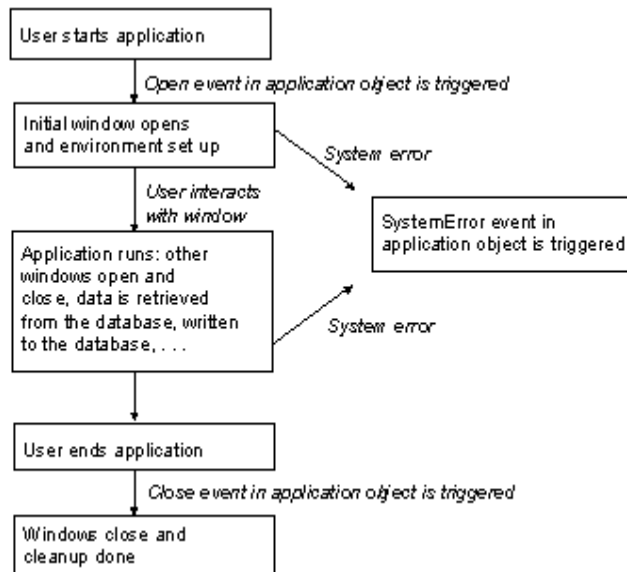 User starts application
Open event in application object is triggered
Initial window opens
and environment set up
System error
User interacts
with window
SystemError event in
application object is triggered
Application runs: other
windows open and
close, data is retrieved
from the database, written
to the database, . . .
System error
User ends application
Close event in application object is triggered
Windows close and
cleanup done